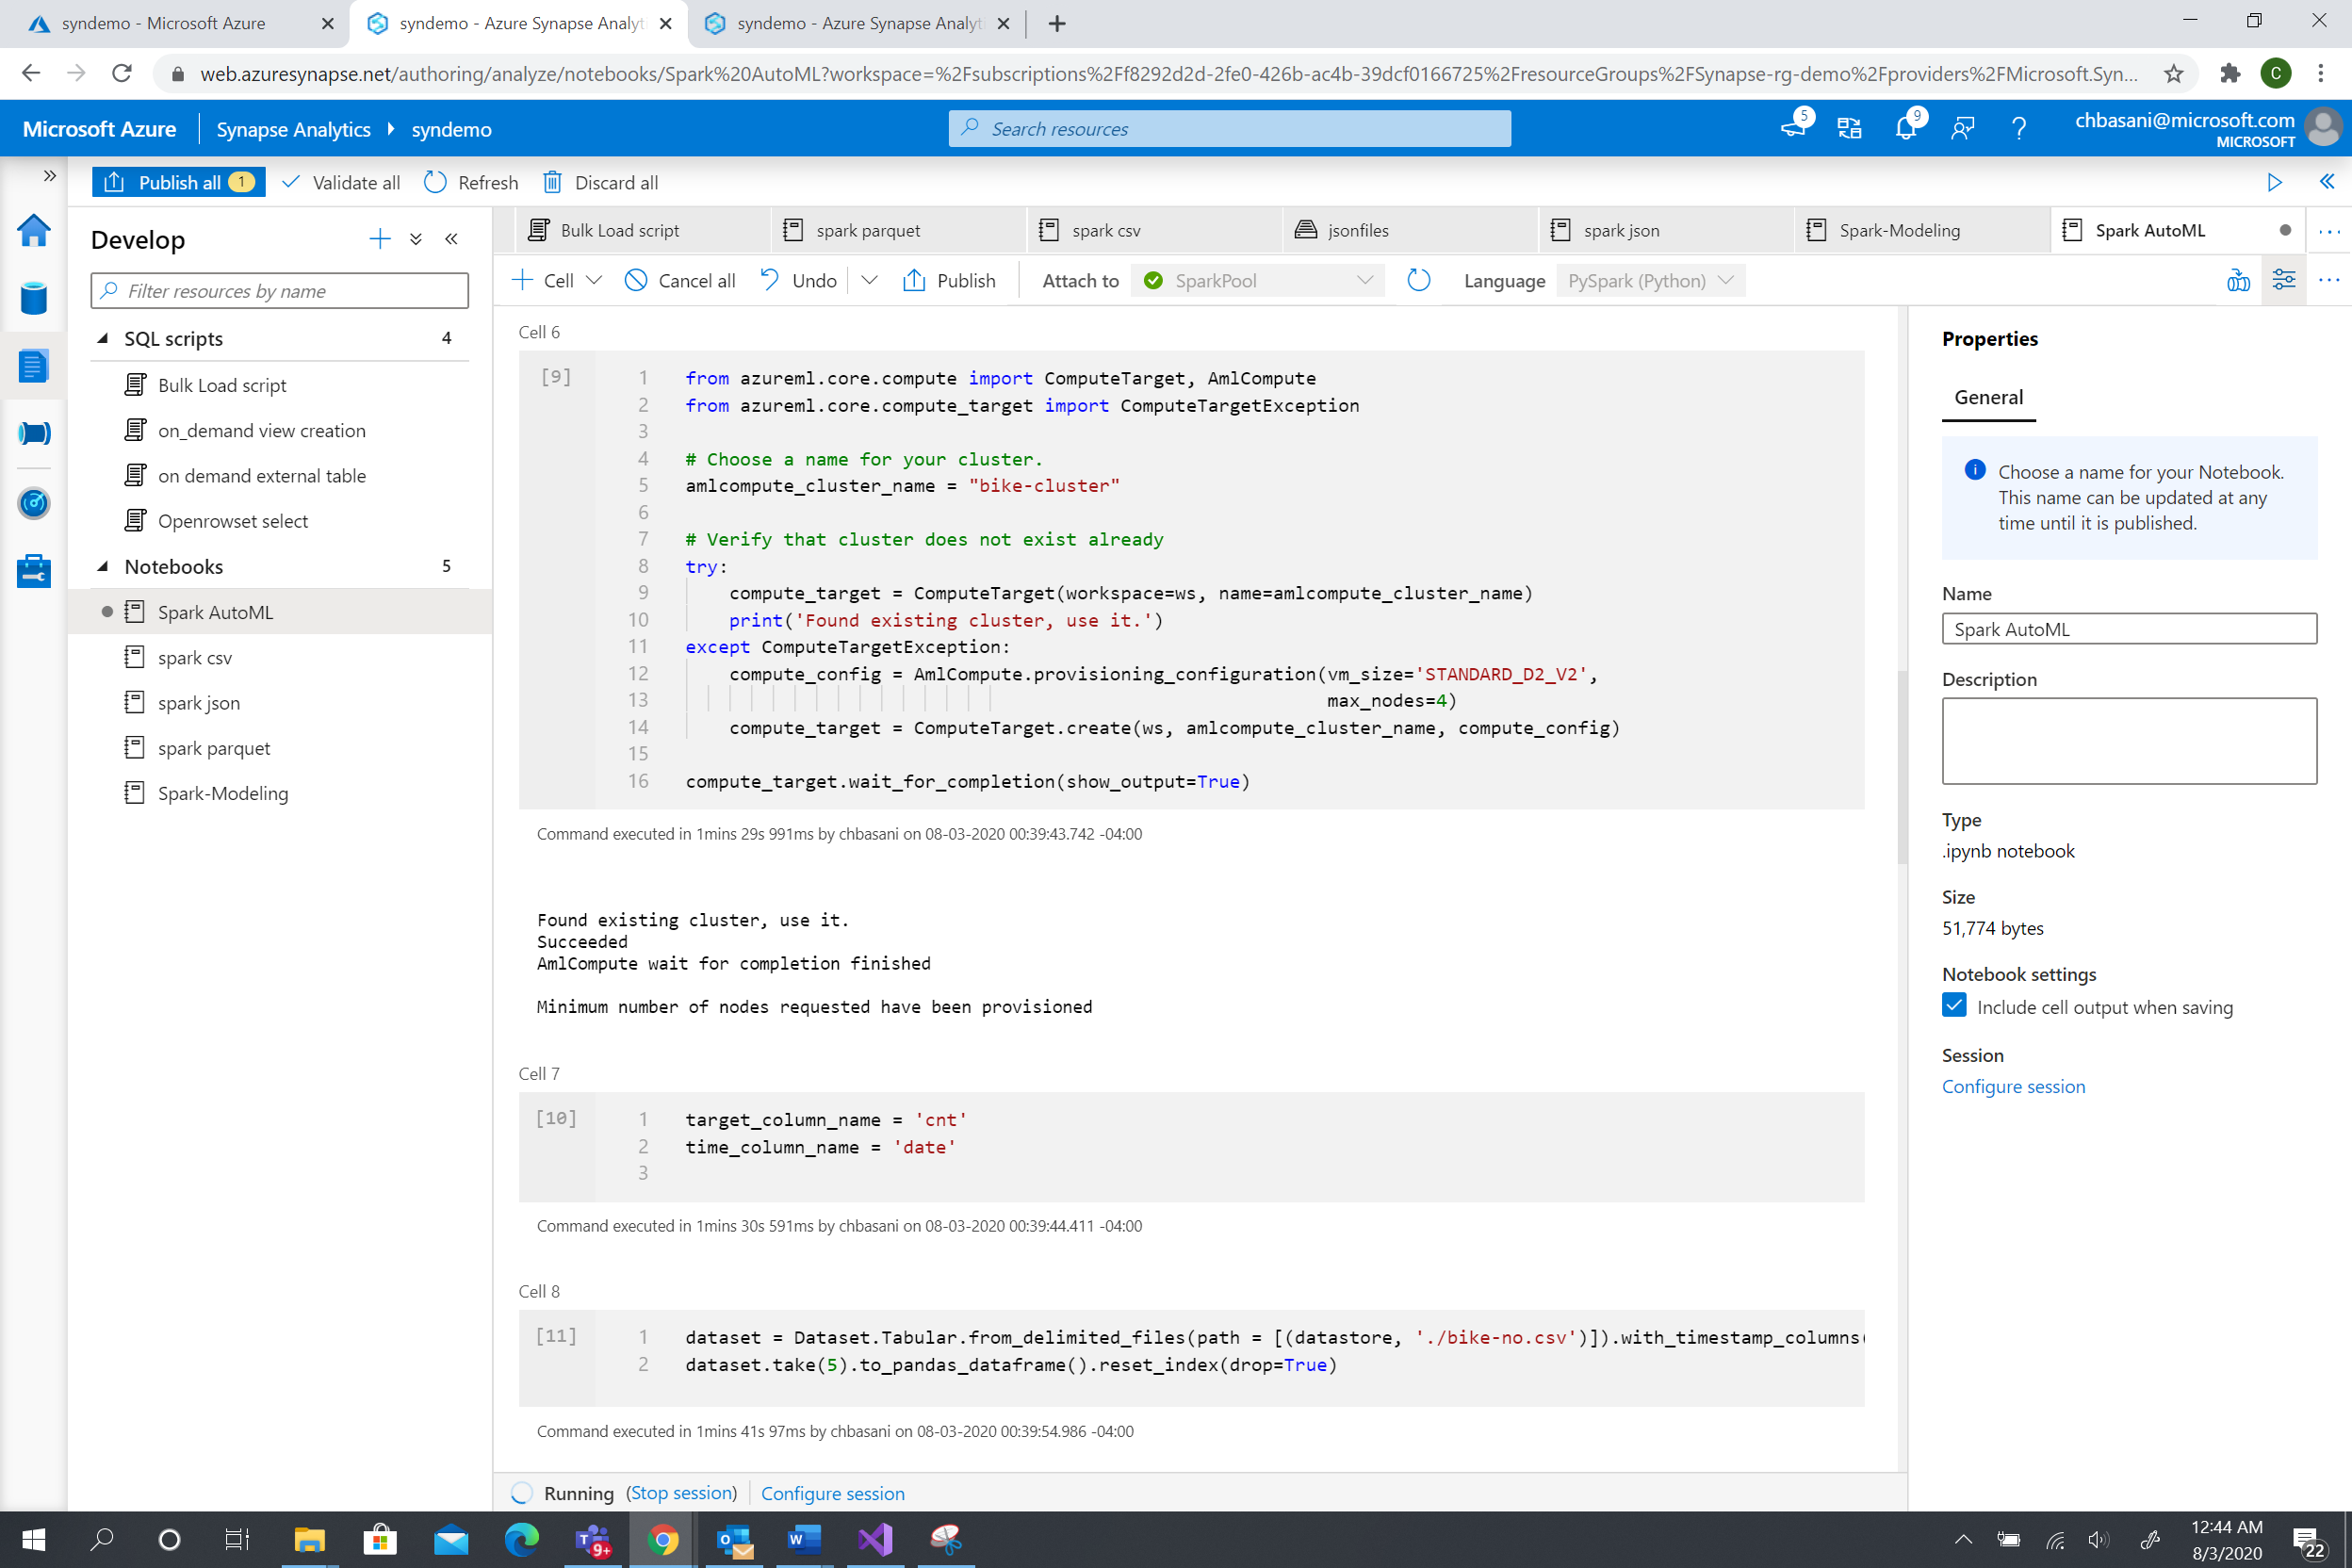 syndemo - Microsoft Azure
syndemo - Azure Synapse Analyt
syndemo - Azure Synapse Analyt
web.azuresynapse.net/authoring/analyze/notebooks/Spark%20AutoML?workspace=%2Fsubscriptions%2Ff8292d2d-2fe0-426b-ac4b-39dcf0166725%2FresourceGroups%2FSynapse-rg-demo%2Fproviders%2FMicrosoft.Syn...
C
Microsoft Azure
Synapse Analytics
syndemo
Search resources
5
9
chbasani@microsoft.com
MICROSOFT
Publish all 1
Validate all
Refresh
Discard all
Develop
Filter resources by name
SQL scripts 4
Bulk Load script
on_demand view creation
on demand external table
Openrowset select
Notebooks 5
Spark AutoML
spark csv
spark json
spark parquet
Spark-Modeling
Bulk Load script
spark parquet
spark csv
jsonfiles
spark json
Spark-Modeling
Spark AutoML
Cell
Cancel all
Undo
Publish
Attach to
SparkPool
Language
PySpark (Python)
Cell 6
[9]
1 from azureml.core.compute import ComputeTarget, AmlCompute
2 from azureml.core.compute_target import ComputeTargetException
3
4 # Choose a name for your cluster.
5 amlcompute_cluster_name = "bike-cluster"
6
7 # Verify that cluster does not exist already
8 try:
9 compute_target = ComputeTarget(workspace=ws, name=amlcompute_cluster_name)
10 print('Found existing cluster, use it.')
11 except ComputeTargetException:
12 compute_config = AmlCompute.provisioning_configuration(vm_size='STANDARD_D2_V2',
13 max_nodes=4)
14 compute_target = ComputeTarget.create(ws, amlcompute_cluster_name, compute_config)
15
16 compute_target.wait_for_completion(show_output=True)
Command executed in 1mins 29s 991ms by chbasani on 08-03-2020 00:39:43.742 -04:00
Found existing cluster, use it.
Succeeded
AmlCompute wait for completion finished
Minimum number of nodes requested have been provisioned
Cell 7
[10]
1 target_column_name = 'cnt'
2 time_column_name = 'date'
3
Command executed in 1mins 30s 591ms by chbasani on 08-03-2020 00:39:44.411 -04:00
Cell 8
[11]
1 dataset = Dataset.Tabular.from_delimited_files(path = [(datastore, './bike-no.csv')]).with_timestamp_columns(
2 dataset.take(5).to_pandas_dataframe().reset_index(drop=True)
Command executed in 1mins 41s 97ms by chbasani on 08-03-2020 00:39:54.986 -04:00
Running (Stop session)
Configure session
Properties
General
Choose a name for your Notebook.
This name can be updated at any
time until it is published.
Name
Spark AutoML
Description
Type
.ipynb notebook
Size
51,774 bytes
Notebook settings
Include cell output when saving
Session
Configure session
9+
12:44 AM
8/3/2020
22